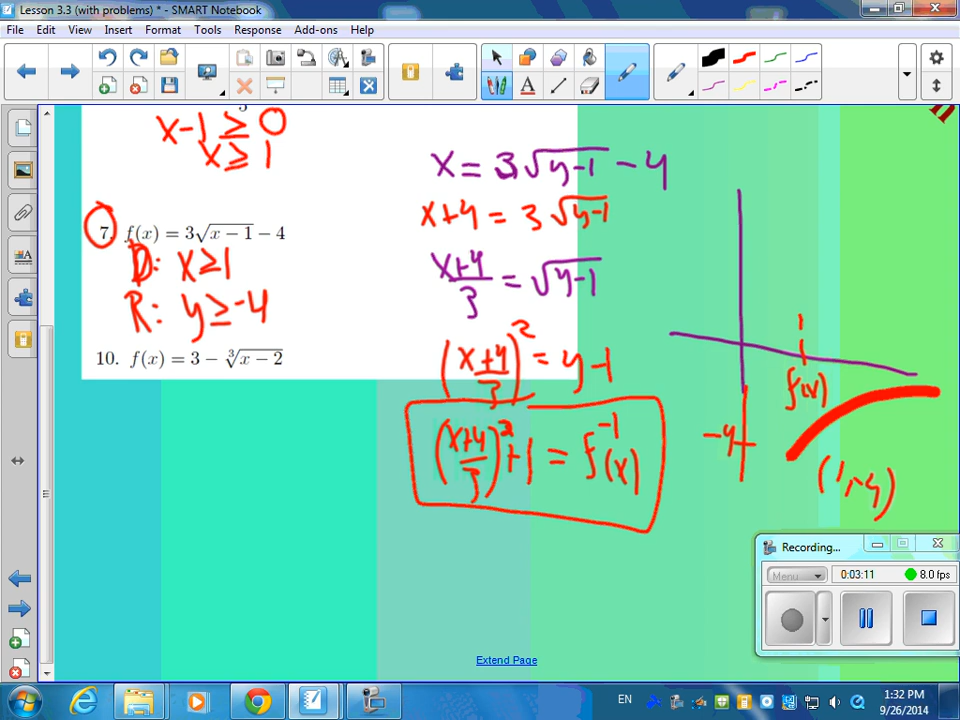 Lesson 3.3 (with problems) * - SMART Notebook
File Edit View Insert Format Tools Response Add-ons Help
x-1 ≥ 0
x ≥ 1
7. f(x) = 3√(x − 1) − 4
D: x ≥ 1
R: y ≥ -4
10. f(x) = 3 − ∛(x − 2)
x = 3√(y-1) - 4
x+4 = 3√(y-1)
(x+4)/3 = √(y-1)
((x+4)/3)² = y-1
((x+4)/3)² + 1 = f⁻¹(x)
1
f(x)
-4
(1,-4)
Recording...
Menu
0:03:11
8.0 fps
Extend Page
EN
1:32 PM
9/26/2014